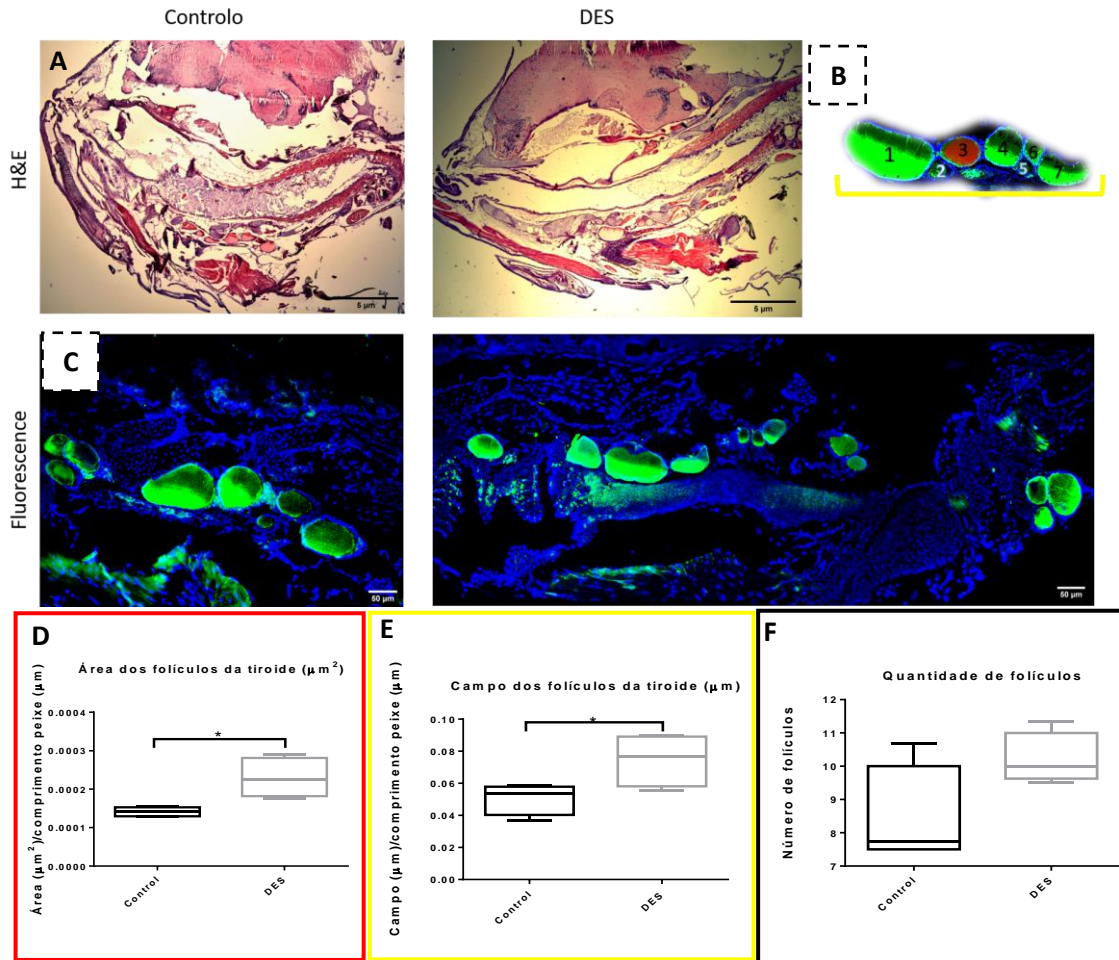 Controlo
DES
H&E
A
5 µm
5 µm
B
1
2
3
4
5
6
7
Fluorescence
C
50 µm
50 µm
D
Área dos folículos da tiroide (µm²)
Área (µm²)/comprimento peixe (µm)
0.0004
0.0003
0.0002
0.0001
0.0000
*
Control
DES
E
Campo dos folículos da tiroide (µm)
Campo (µm)/comprimento peixe (µm)
0.10
0.08
0.06
0.04
0.02
0.00
*
Control
DES
F
Quantidade de folículos
Número de folículos
12
11
10
9
8
7
Control
DES